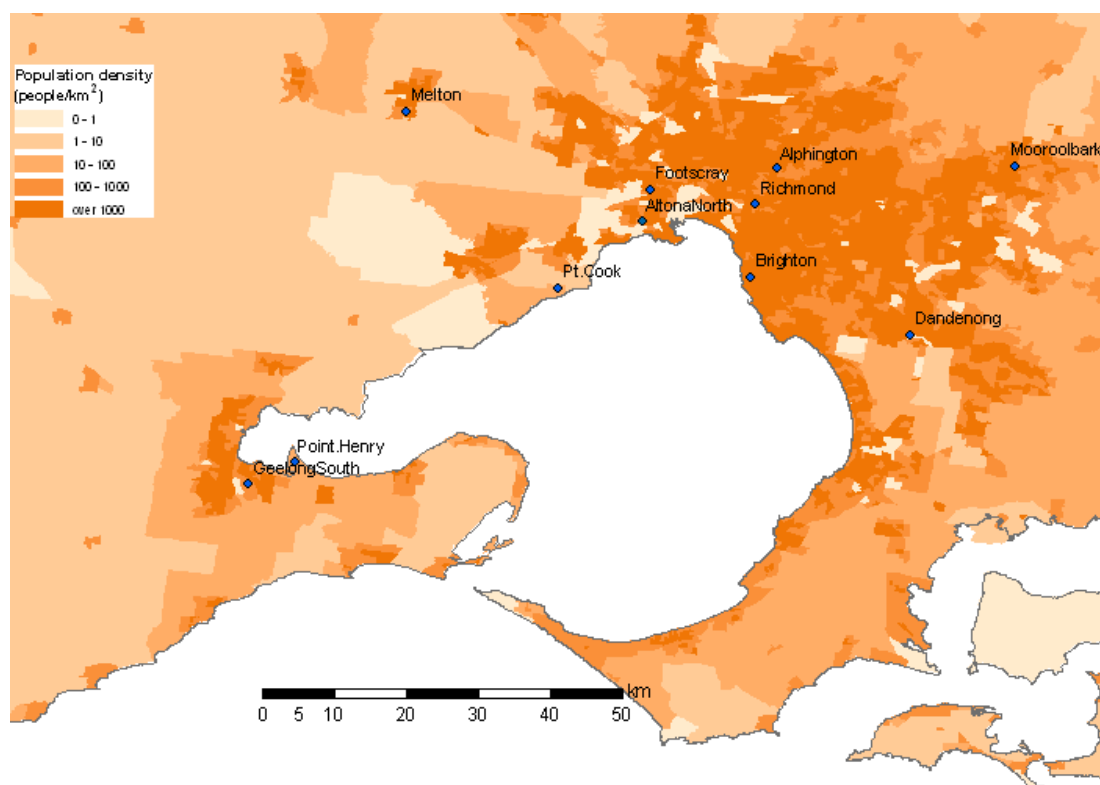 Population density
(people/km²)
0 - 1
1 - 10
10 - 100
100 - 1000
over 1000
Melton
Mooroolbark
Alphington
Footscray
Richmond
AltonaNorth
Brighton
Pt.Cook
Dandenong
Point.Henry
GeelongSouth
km
0 5 10 20 30 40 50